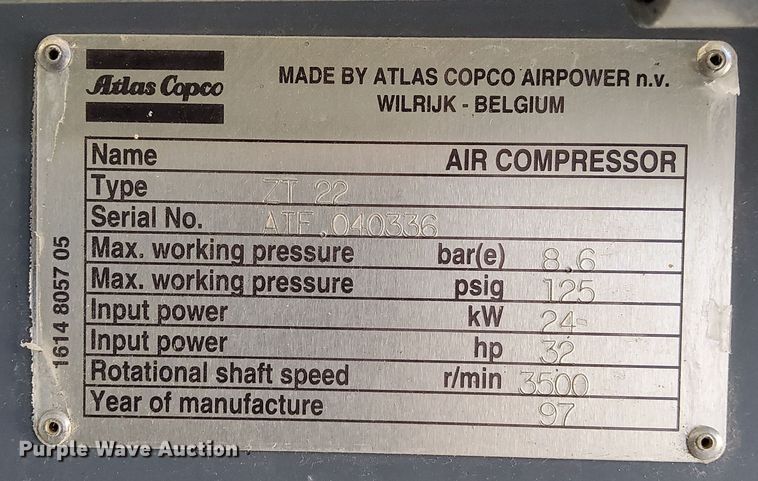 Atlas Copco
MADE BY ATLAS COPCO AIRPOWER n.v.
WILRIJK - BELGIUM
Name AIR COMPRESSOR
Type ZT 22
Serial No. ATF.040336
Max. working pressure bar(e) 8,6
Max. working pressure psig 125
Input power kW 24
Input power hp 32
Rotational shaft speed r/min 3500
Year of manufacture 97
1614 8057 05
Purple Wave Auction